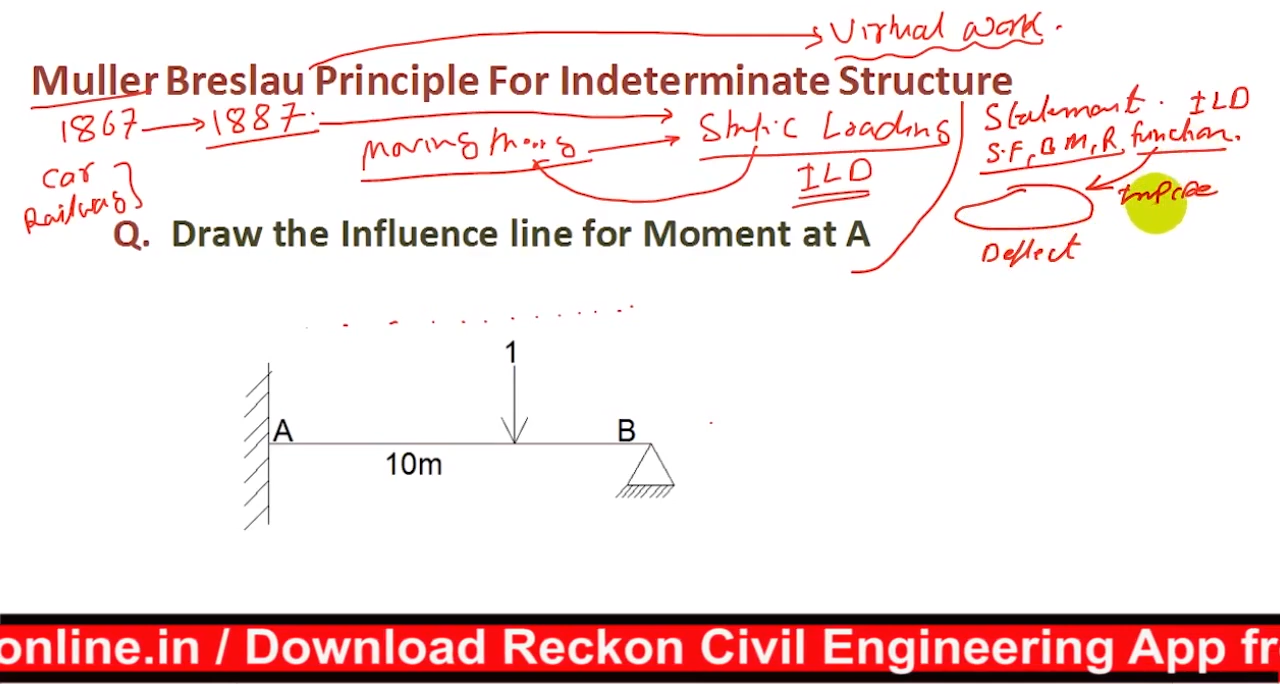 Virtual work.
Muller Breslau Principle For Indeterminate Structure
1867 → 1887.
Static Loading
Statement. ILD
S.F, B M, R function.
Moving
ILD
Car
Railways
Q. Draw the Influence line for Moment at A
Deflect
1
A
B
10m
online.in / Download Reckon Civil Engineering App fr